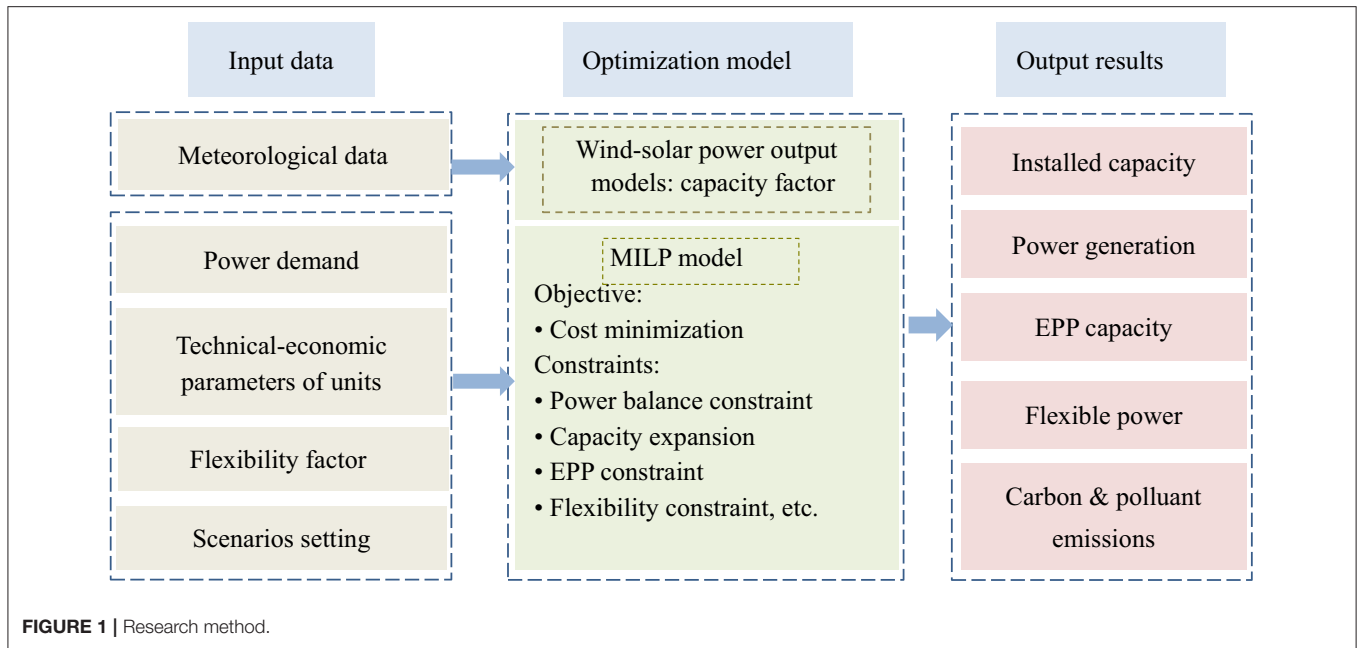 Input data
Optimization model
Output results
Meteorological data
Power demand
Technical-economic
parameters of units
Flexibility factor
Scenarios setting
Wind-solar power output
models: capacity factor
MILP model
Objective:
• Cost minimization
Constraints:
• Power balance constraint
• Capacity expansion
• EPP constraint
• Flexibility constraint, etc.
Installed capacity
Power generation
EPP capacity
Flexible power
Carbon & polluant
emissions
FIGURE 1 | Research method.